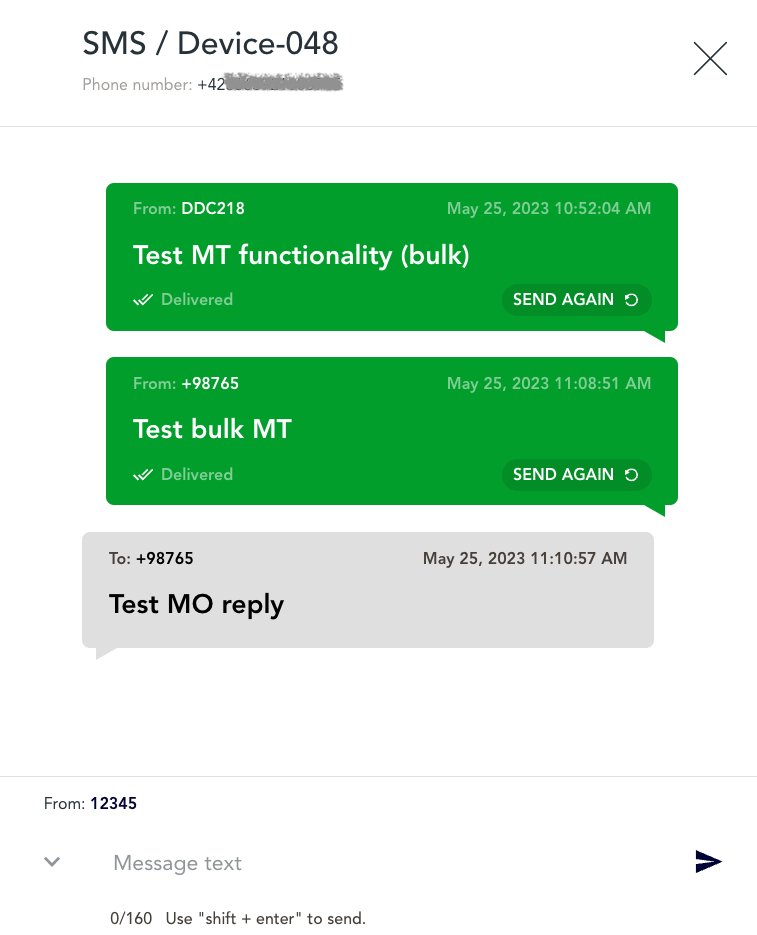 SMS / Device-048
Phone number: +42
From: DDC218 May 25, 2023 10:52:04 AM
Test MT functionality (bulk)
Delivered SEND AGAIN
From: +98765 May 25, 2023 11:08:51 AM
Test bulk MT
Delivered SEND AGAIN
To: +98765 May 25, 2023 11:10:57 AM
Test MO reply
From: 12345
Message text
0/160 Use "shift + enter" to send.